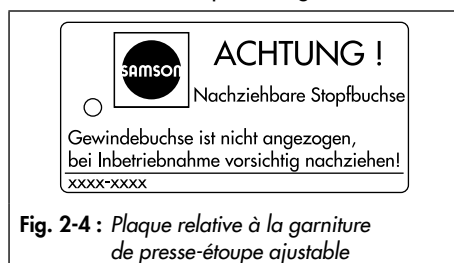 SAMSON
ACHTUNG !
Nachziehbare Stopfbuchse
Gewindebuchse ist nicht angezogen,
bei Inbetriebnahme vorsichtig nachziehen!
xxxx-xxxx
Fig. 2-4 : Plaque relative à la garniture
de presse-étoupe ajustable